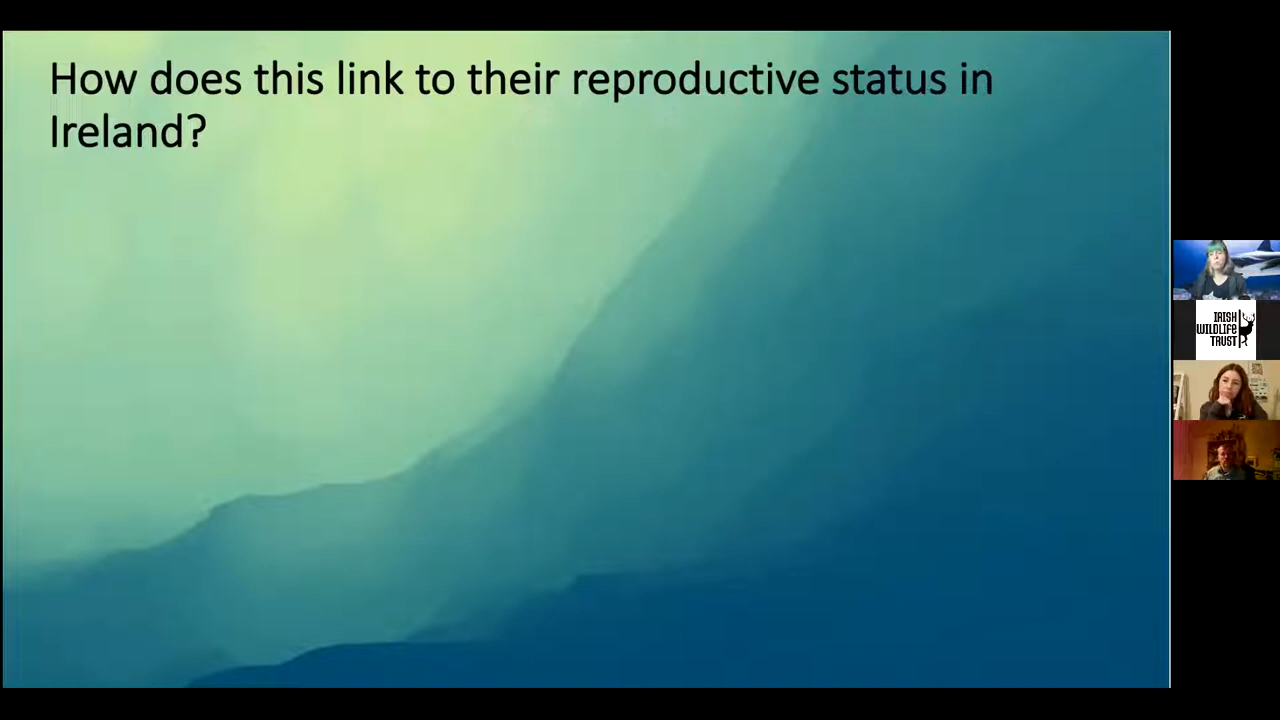 How does this link to their reproductive status in
Ireland?
IRISH
WILDLIFE
TRUST